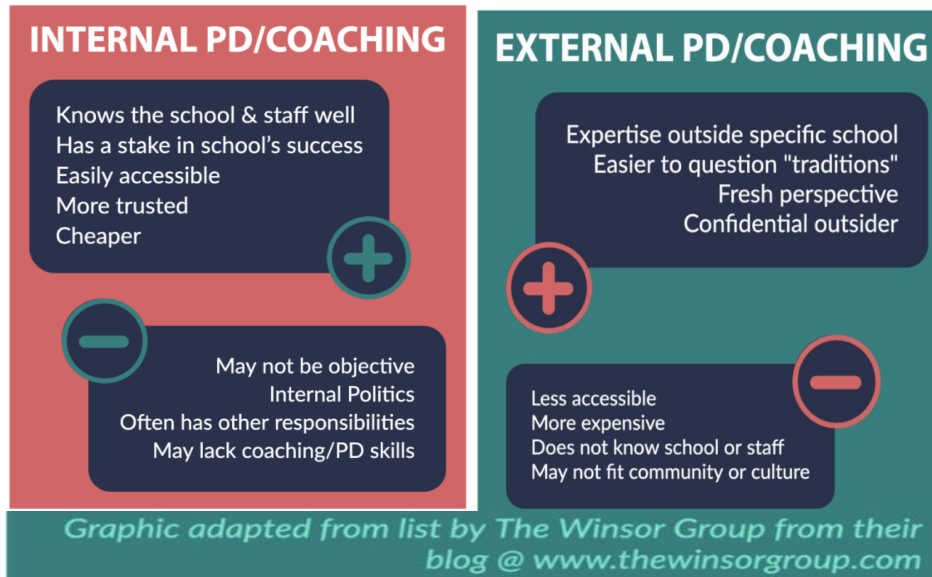 INTERNAL PD/COACHING
Knows the school & staff well
Has a stake in school's success
Easily accessible
More trusted
Cheaper
May not be objective
Internal Politics
Often has other responsibilities
May lack coaching/PD skills
EXTERNAL PD/COACHING
Expertise outside specific school
Easier to question "traditions"
Fresh perspective
Confidential outsider
Less accessible
More expensive
Does not know school or staff
May not fit community or culture
Graphic adapted from list by The Winsor Group from their
blog @ www.thewinsorgroup.com